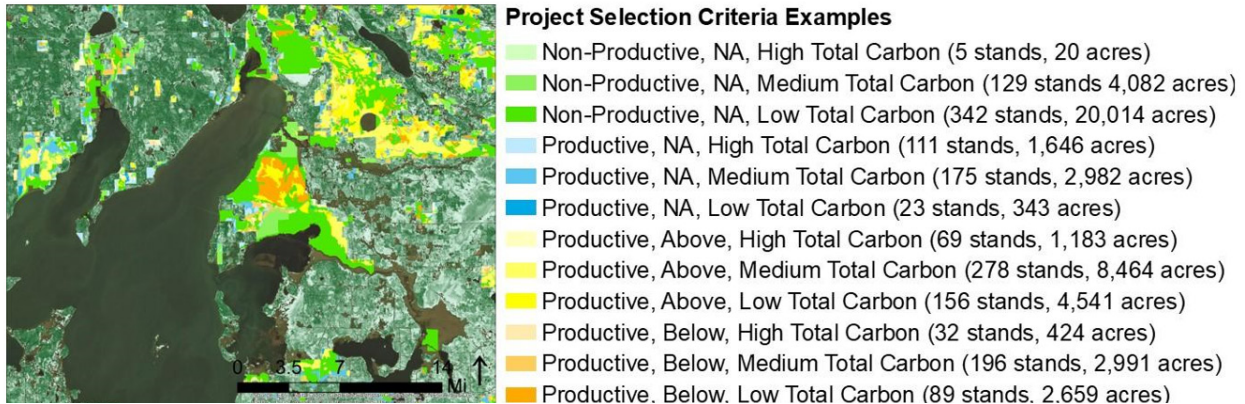 Project Selection Criteria Examples
Non-Productive, NA, High Total Carbon (5 stands, 20 acres)
Non-Productive, NA, Medium Total Carbon (129 stands 4,082 acres)
Non-Productive, NA, Low Total Carbon (342 stands, 20,014 acres)
Productive, NA, High Total Carbon (111 stands, 1,646 acres)
Productive, NA, Medium Total Carbon (175 stands, 2,982 acres)
Productive, NA, Low Total Carbon (23 stands, 343 acres)
Productive, Above, High Total Carbon (69 stands, 1,183 acres)
Productive, Above, Medium Total Carbon (278 stands, 8,464 acres)
Productive, Above, Low Total Carbon (156 stands, 4,541 acres)
Productive, Below, High Total Carbon (32 stands, 424 acres)
Productive, Below, Medium Total Carbon (196 stands, 2,991 acres)
Productive, Below, Low Total Carbon (89 stands, 2,659 acres)
0 3.5 7 14
Mi